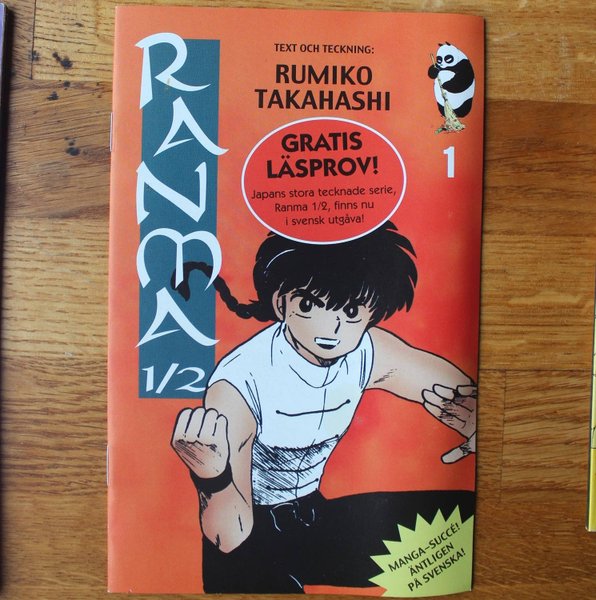 RANMA
1/2
TEXT OCH TECKNING:
RUMIKO
TAKAHASHI
1
GRATIS
LÄSPROV!
Japans stora tecknade serie,
Ranma 1/2, finns nu
i svensk utgåva!
MANGA-SUCCÉ!
ÄNTLIGEN
PÅ SVENSKA!